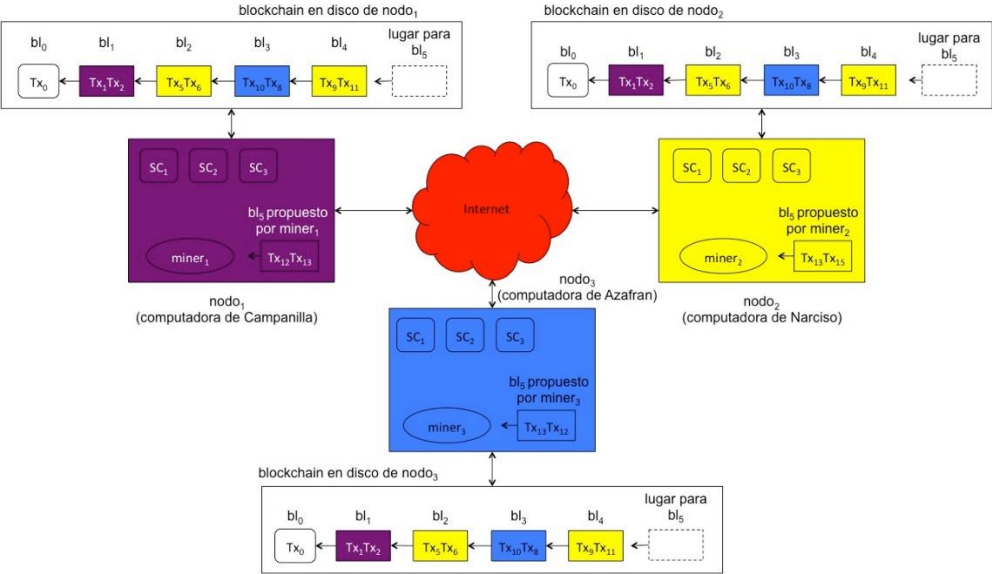 blockchain en disco de nodo₁
bl₀ bl₁ bl₂ bl₃ bl₄ lugar para
bl₅
Tx₀ Tx₁Tx₂ Tx₅Tx₆ Tx₁₀Tx₈ Tx₉Tx₁₁
blockchain en disco de nodo₂
bl₀ bl₁ bl₂ bl₃ bl₄ lugar para
bl₅
Tx₀ Tx₁Tx₂ Tx₅Tx₆ Tx₁₀Tx₈ Tx₉Tx₁₁
SC₁ SC₂ SC₃
bl₅ propuesto
por miner₁
miner₁ Tx₁₂Tx₁₃
nodo₁
(computadora de Campanilla)
Internet
SC₁ SC₂ SC₃
bl₅ propuesto
por miner₂
miner₂ Tx₁₃Tx₁₅
nodo₂
(computadora de Narciso)
nodo₃
(computadora de Azafran)
SC₁ SC₂ SC₃
bl₅ propuesto
por miner₃
miner₃ Tx₁₃Tx₁₂
blockchain en disco de nodo₃
bl₀ bl₁ bl₂ bl₃ bl₄ lugar para
bl₅
Tx₀ Tx₁Tx₂ Tx₅Tx₆ Tx₁₀Tx₈ Tx₉Tx₁₁